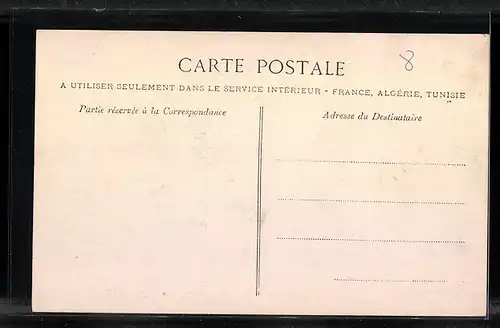 CARTE POSTALE
8
A UTILISER SEULEMENT DANS LE SERVICE INTÉRIEUR - FRANCE, ALGÉRIE, TUNISIE
Partie réservée à la Correspondance
Adresse du Destinataire